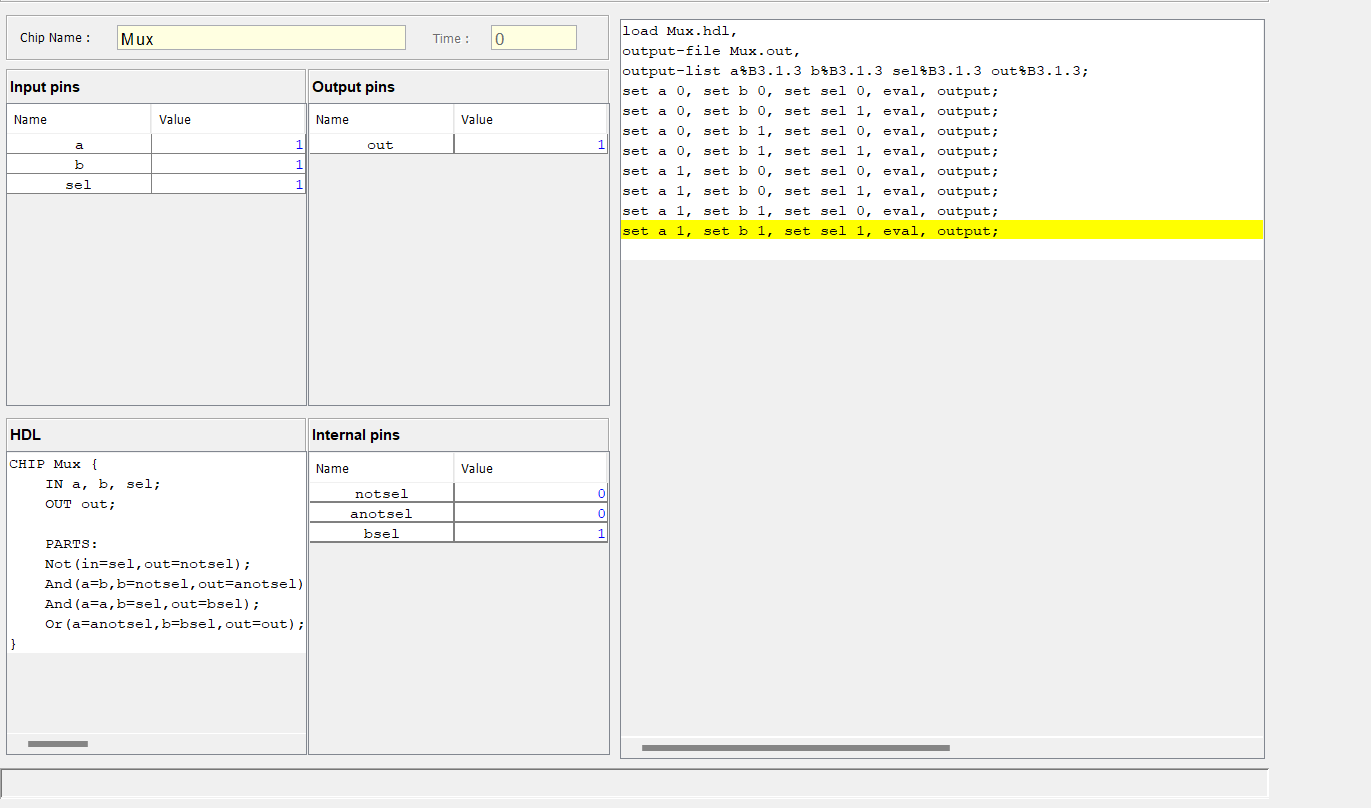 Chip Name : Mux Time : 0
Input pins
Name Value
a 1
b 1
sel 1
Output pins
Name Value
out 1
HDL
CHIP Mux {
    IN a, b, sel;
    OUT out;

    PARTS:
    Not(in=sel,out=notsel);
    And(a=b,b=notsel,out=anotsel)
    And(a=a,b=sel,out=bsel);
    Or(a=anotsel,b=bsel,out=out);
}
Internal pins
Name Value
notsel 0
anotsel 0
bsel 1
load Mux.hdl,
output-file Mux.out,
output-list a%B3.1.3 b%B3.1.3 sel%B3.1.3 out%B3.1.3;
set a 0, set b 0, set sel 0, eval, output;
set a 0, set b 0, set sel 1, eval, output;
set a 0, set b 1, set sel 0, eval, output;
set a 0, set b 1, set sel 1, eval, output;
set a 1, set b 0, set sel 0, eval, output;
set a 1, set b 0, set sel 1, eval, output;
set a 1, set b 1, set sel 0, eval, output;
set a 1, set b 1, set sel 1, eval, output;